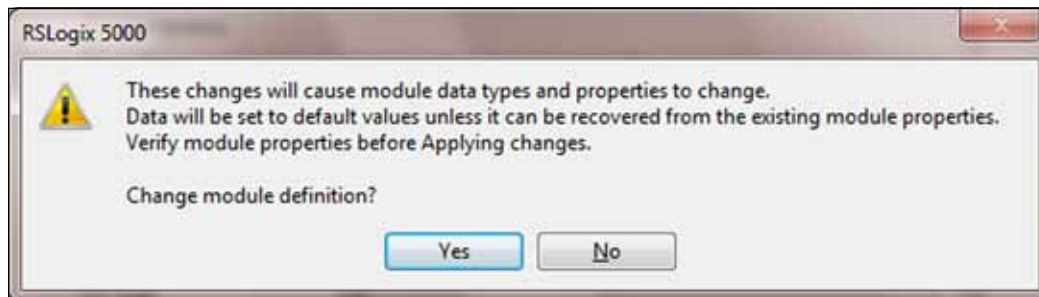 RSLogix 5000
These changes will cause module data types and properties to change.
Data will be set to default values unless it can be recovered from the existing module properties.
Verify module properties before Applying changes.
Change module definition?
Yes
No